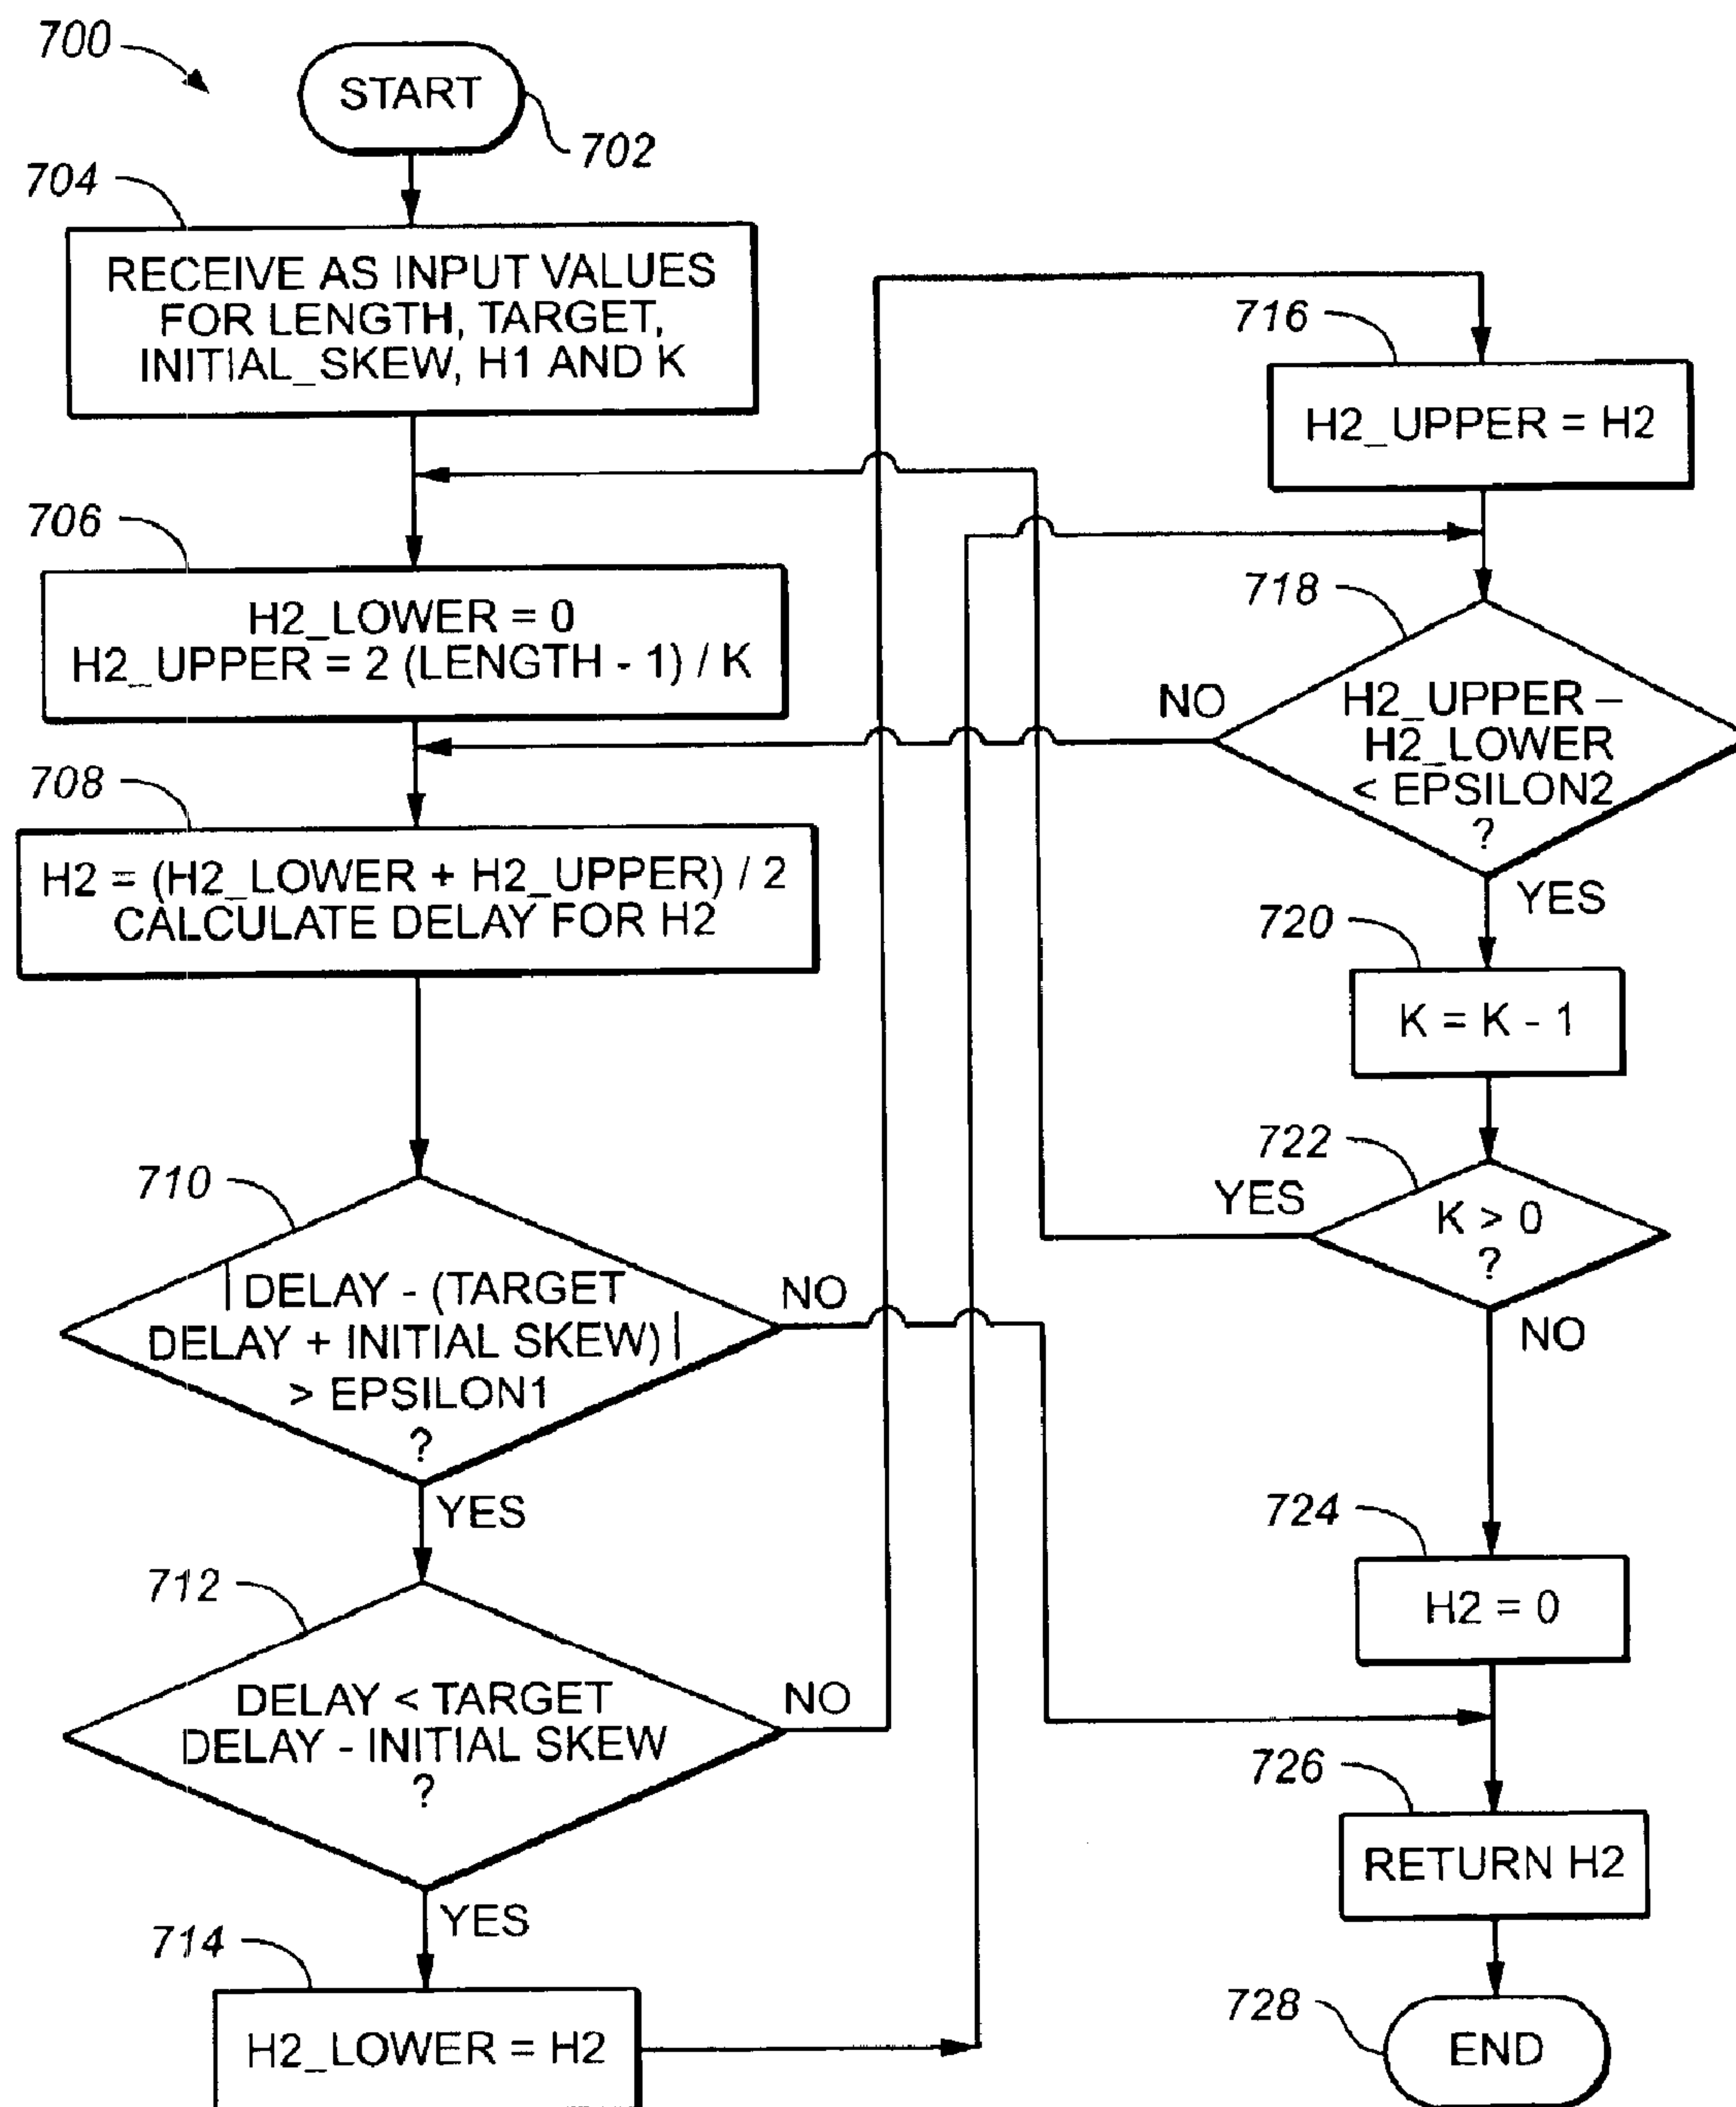 700
START
702
704
RECEIVE AS INPUT VALUES
FOR LENGTH, TARGET,
INITIAL_SKEW, H1 AND K
706
H2_LOWER = 0
H2_UPPER = 2 (LENGTH - 1) / K
708
H2 = (H2_LOWER + H2_UPPER) / 2
CALCULATE DELAY FOR H2
710
| DELAY - (TARGET
DELAY + INITIAL SKEW) |
> EPSILON1
?
NO
YES
712
DELAY < TARGET
DELAY - INITIAL SKEW
?
NO
YES
714
H2_LOWER = H2
716
H2_UPPER = H2
718
H2_UPPER –
H2_LOWER
< EPSILON2
?
NO
YES
720
K = K - 1
722
K > 0
?
YES
NO
724
H2 = 0
726
RETURN H2
728
END